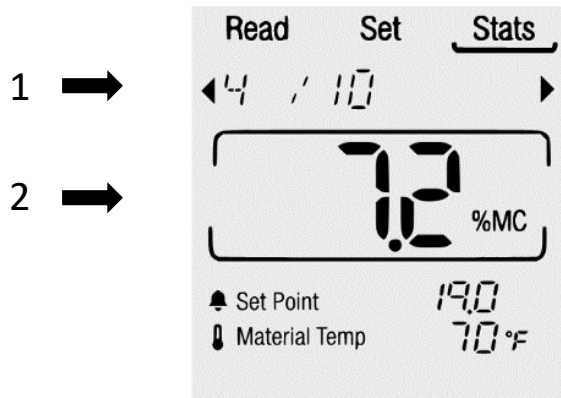 Read Set Stats
1 4 / 10
2 7.2 %MC
Set Point 19.0
Material Temp 70 °F